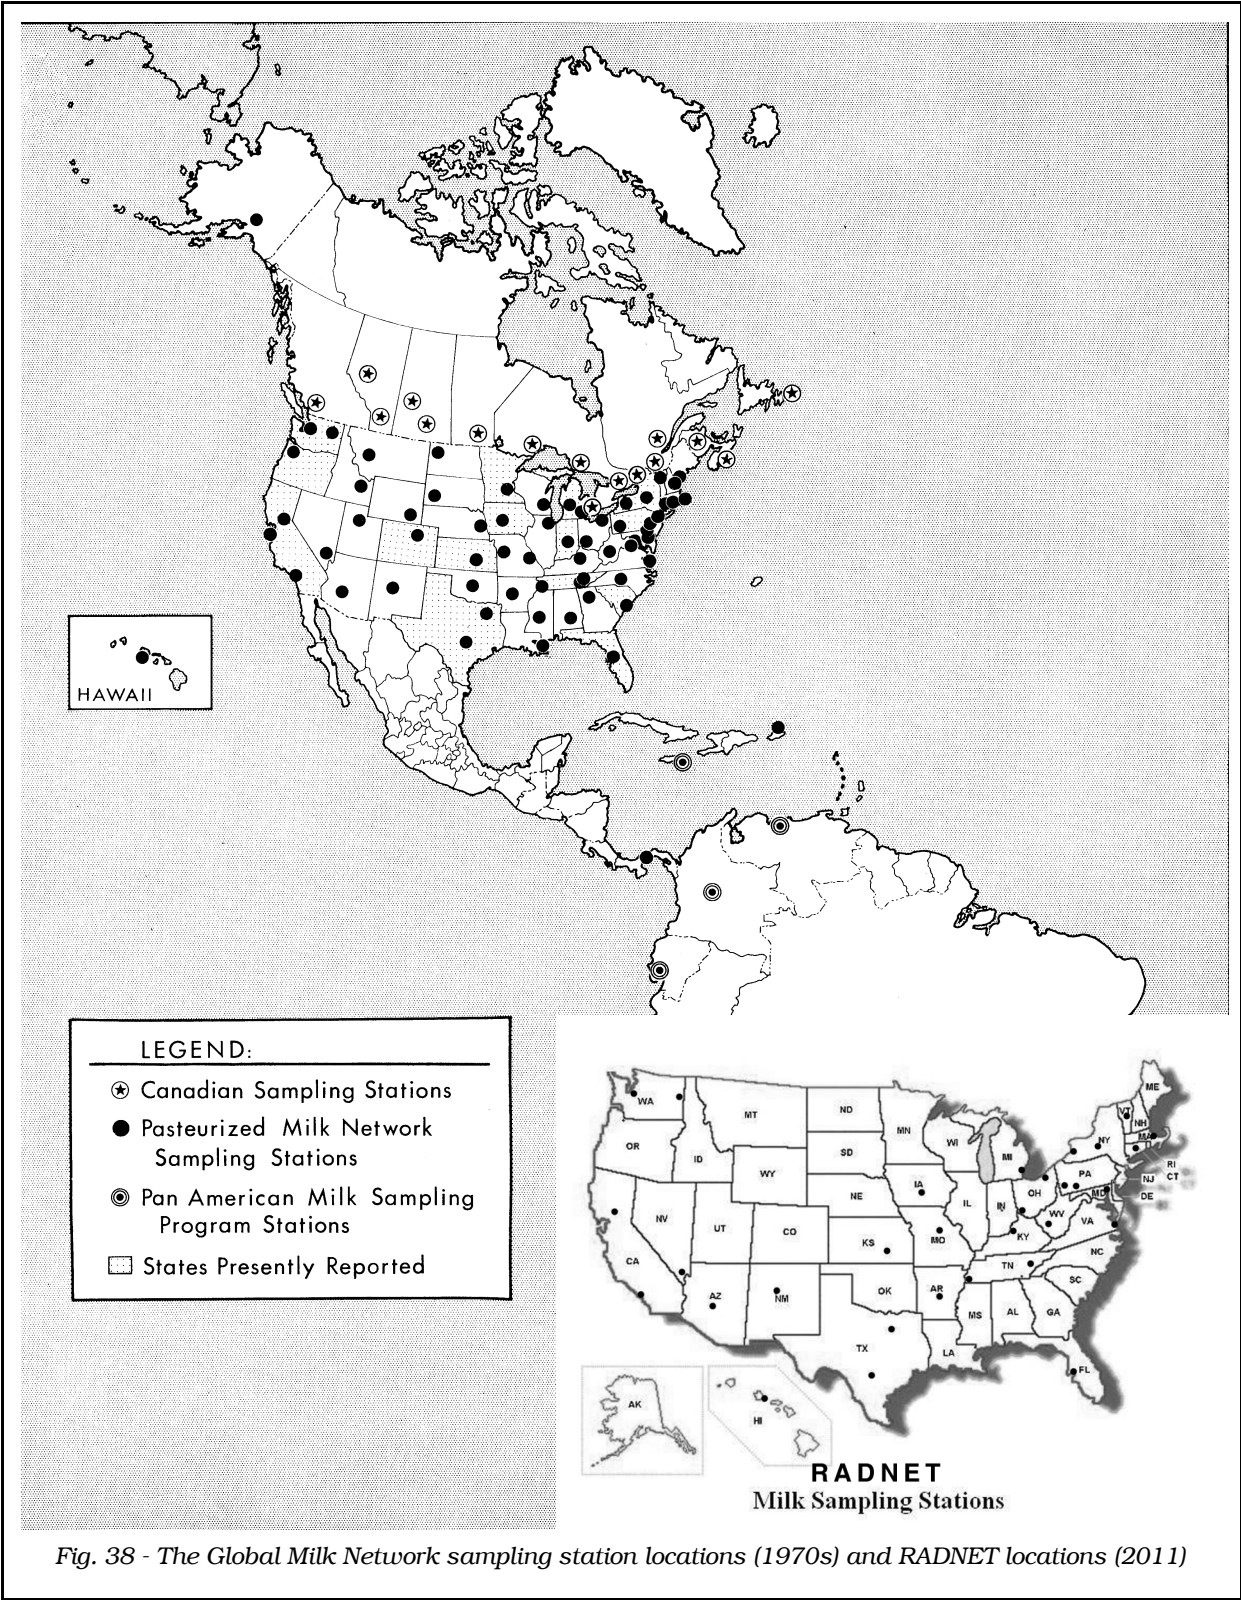 HAWAII
LEGEND:
Canadian Sampling Stations
Pasteurized Milk Network
Sampling Stations
Pan American Milk Sampling
Program Stations
States Presently Reported
WA
MT
ND
MN
ME
VT
NH
OR
ID
SD
WI
MI
NY
MA
WY
IA
RI
CT
NE
IL
IN
OH
PA
NJ
MD
DE
NV
UT
CO
KS
MO
WV
VA
KY
CA
NC
TN
AZ
NM
OK
AR
SC
MS
AL
GA
TX
LA
FL
AK
HI
RADNET
Milk Sampling Stations
Fig. 38 - The Global Milk Network sampling station locations (1970s) and RADNET locations (2011)